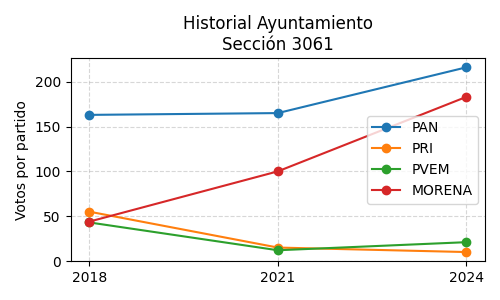 Historial Ayuntamiento
Sección 3061
Votos por partido
200
150
100
50
0
2018 2021 2024
PAN
PRI
PVEM
MORENA